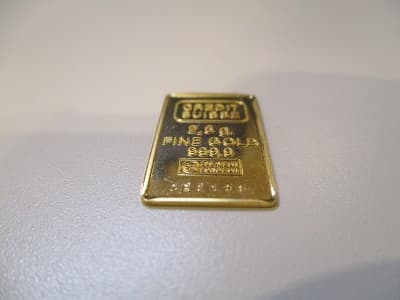 CREDIT
SUISSE
2,5 g.
FINE GOLD
999,9